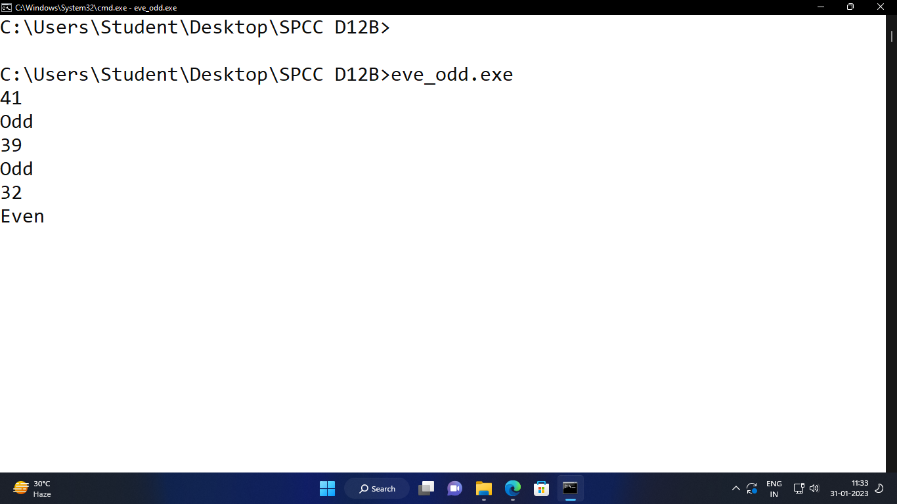 C:\Windows\System32\cmd.exe - eve_odd.exe
C:\Users\Student\Desktop\SPCC D12B>
C:\Users\Student\Desktop\SPCC D12B>eve_odd.exe
41
Odd
39
Odd
32
Even
30°C
Haze
Search
ENG
IN
11:33
31-01-2023